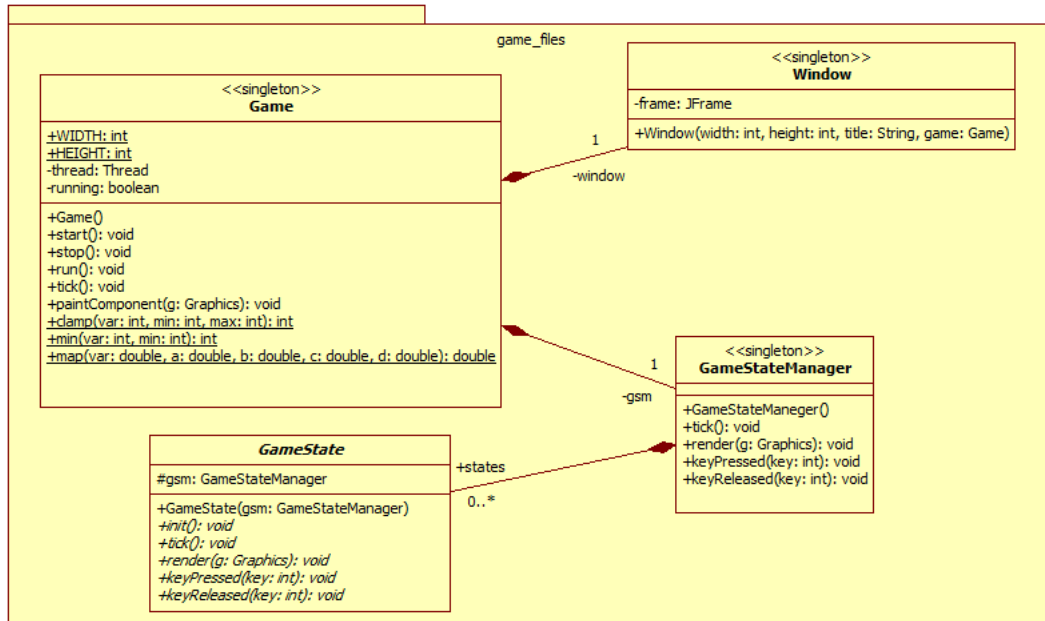 game_files
<<singleton>>
Game
+WIDTH: int
+HEIGHT: int
-thread: Thread
-running: boolean
+Game()
+start(): void
+stop(): void
+run(): void
+tick(): void
+paintComponent(g: Graphics): void
+clamp(var: int, min: int, max: int): int
+min(var: int, min: int): int
+map(var: double, a: double, b: double, c: double, d: double): double
<<singleton>>
Window
-frame: JFrame
+Window(width: int, height: int, title: String, game: Game)
1
-window
1
-gsm
<<singleton>>
GameStateManager
+GameStateManeger()
+tick(): void
+render(g: Graphics): void
+keyPressed(key: int): void
+keyReleased(key: int): void
+states
0..*
GameState
#gsm: GameStateManager
+GameState(gsm: GameStateManager)
+init(): void
+tick(): void
+render(g: Graphics): void
+keyPressed(key: int): void
+keyReleased(key: int): void